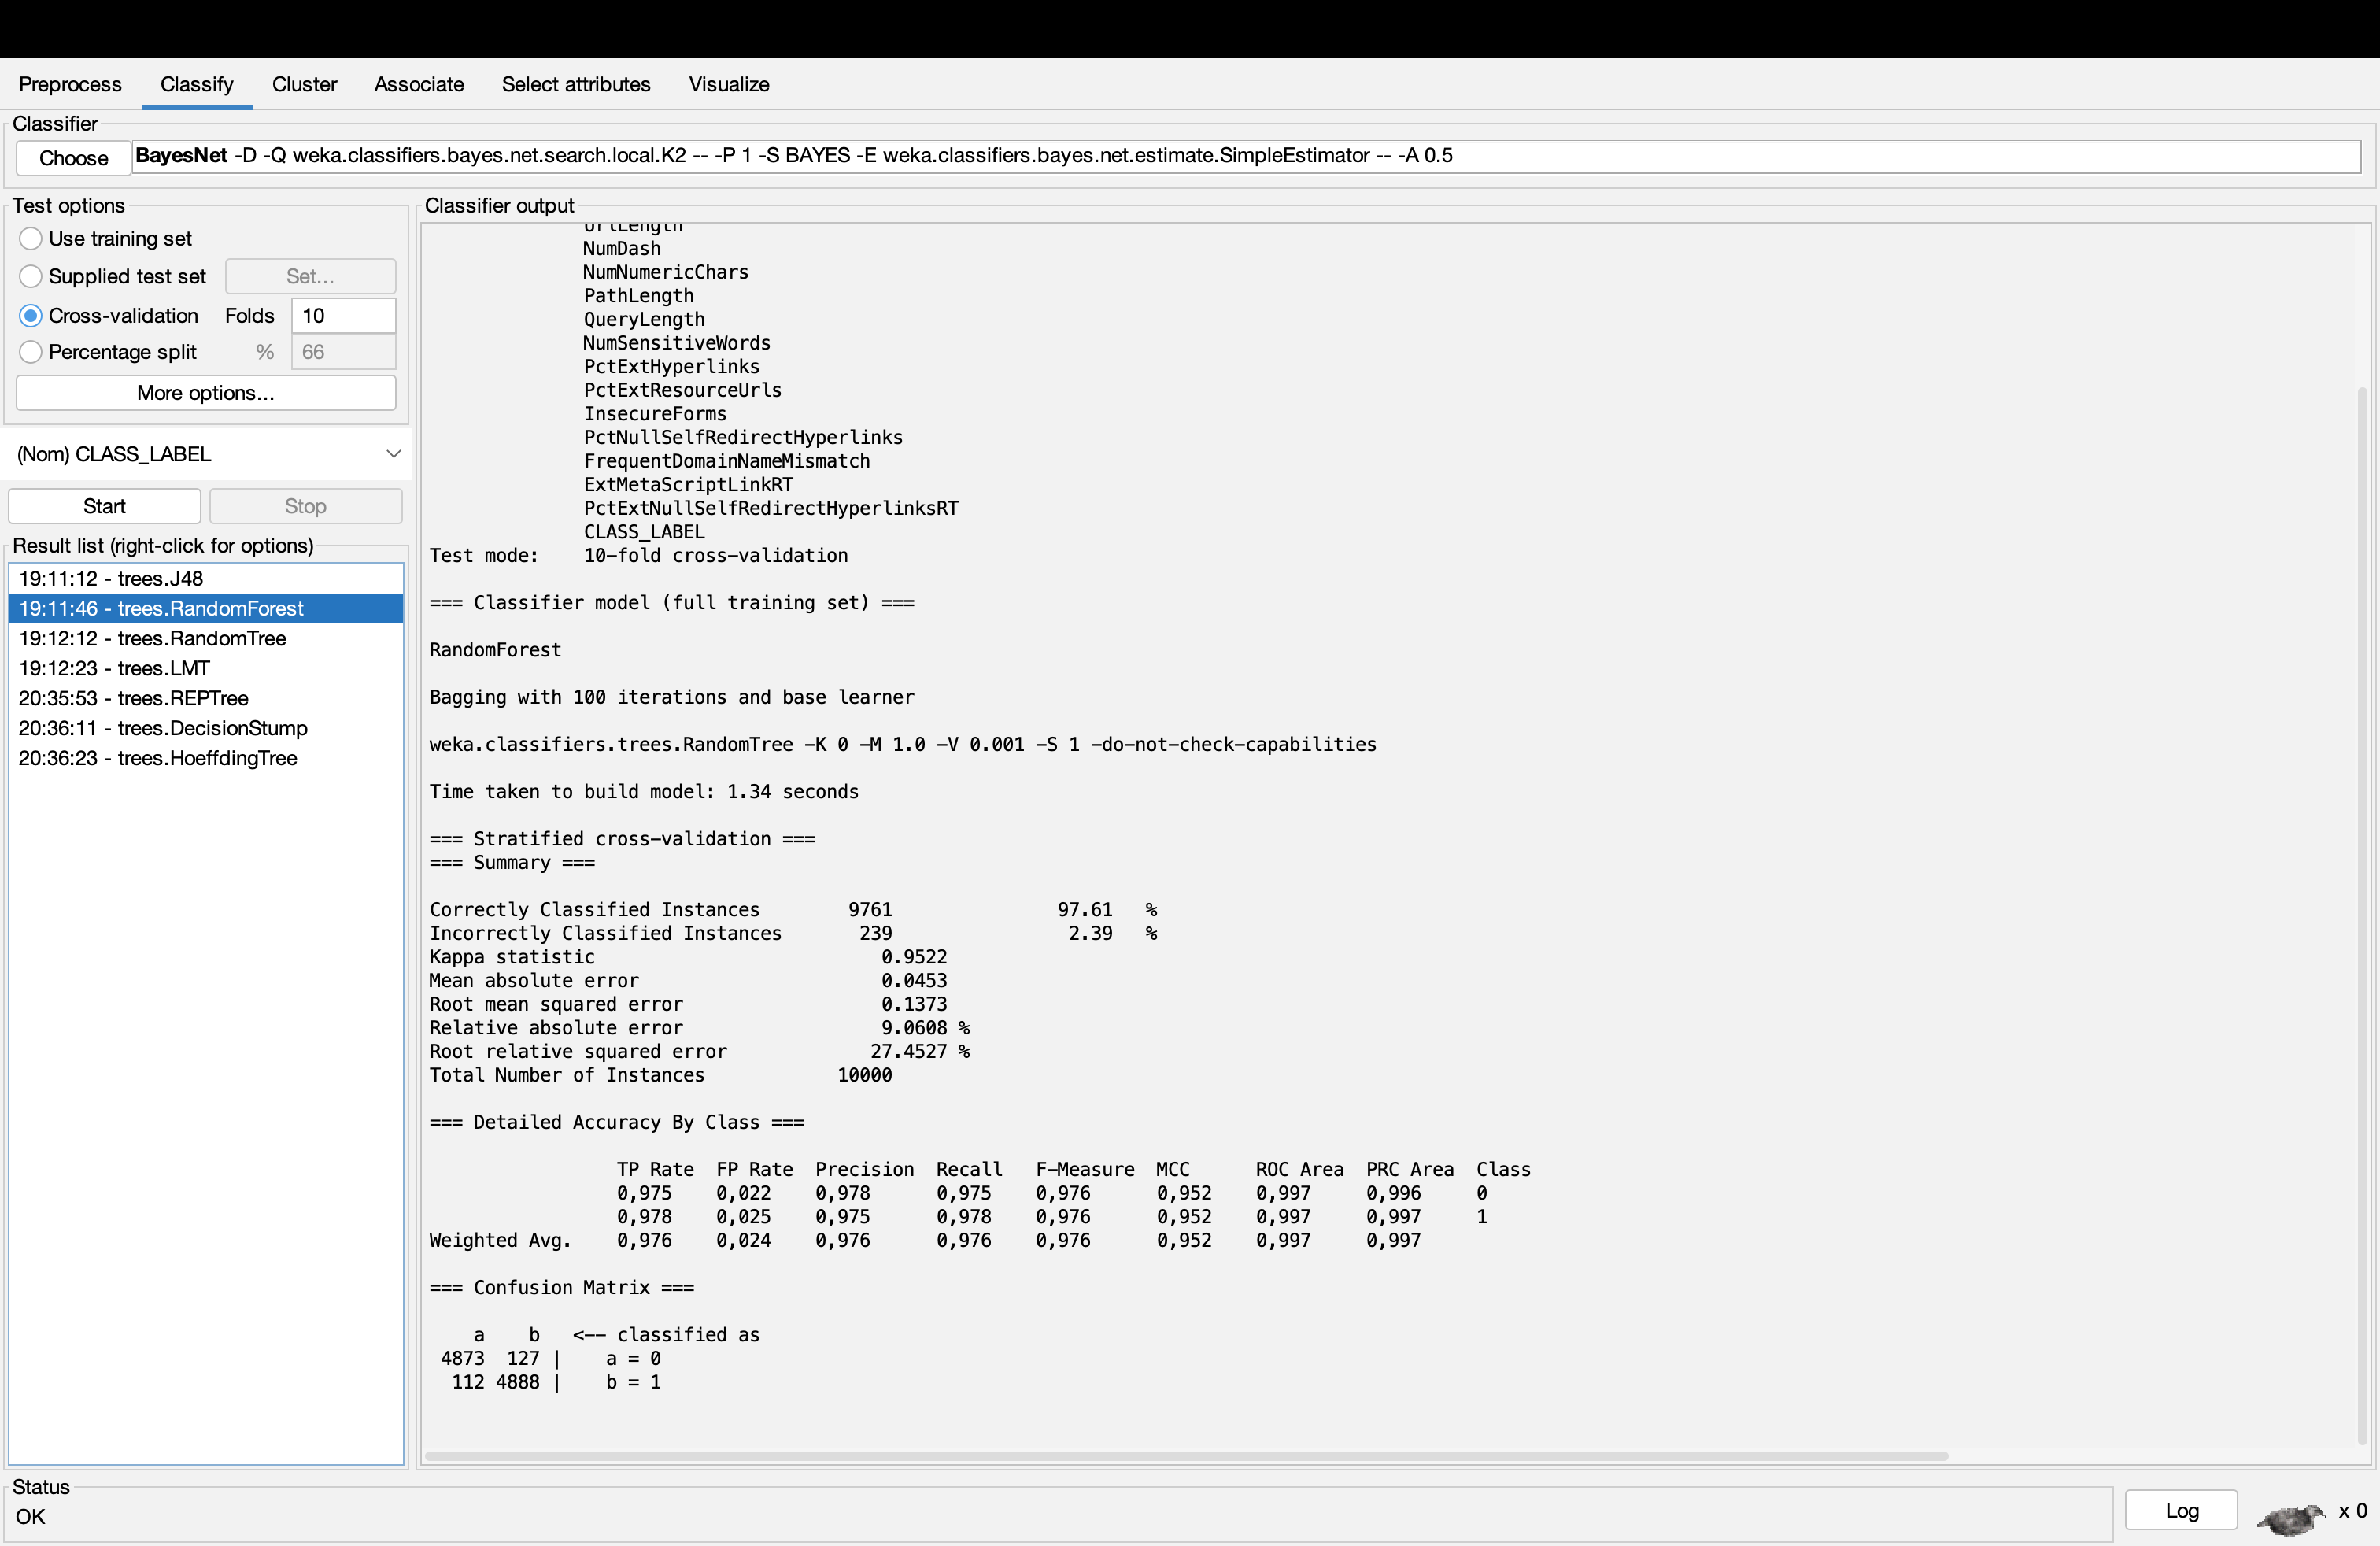 Preprocess Classify Cluster Associate Select attributes Visualize
Classifier
Choose BayesNet -D -Q weka.classifiers.bayes.net.search.local.K2 -- -P 1 -S BAYES -E weka.classifiers.bayes.net.estimate.SimpleEstimator -- -A 0.5
Test options
Use training set
Supplied test set Set...
Cross-validation Folds 10
Percentage split % 66
More options...
(Nom) CLASS_LABEL
Start Stop
Result list (right-click for options)
19:11:12 - trees.J48
19:11:46 - trees.RandomForest
19:12:12 - trees.RandomTree
19:12:23 - trees.LMT
20:35:53 - trees.REPTree
20:36:11 - trees.DecisionStump
20:36:23 - trees.HoeffdingTree
Classifier output
UrlLength
NumDash
NumNumericChars
PathLength
QueryLength
NumSensitiveWords
PctExtHyperlinks
PctExtResourceUrls
InsecureForms
PctNullSelfRedirectHyperlinks
FrequentDomainNameMismatch
ExtMetaScriptLinkRT
PctExtNullSelfRedirectHyperlinksRT
CLASS_LABEL
Test mode: 10-fold cross-validation
=== Classifier model (full training set) ===
RandomForest
Bagging with 100 iterations and base learner
weka.classifiers.trees.RandomTree -K 0 -M 1.0 -V 0.001 -S 1 -do-not-check-capabilities
Time taken to build model: 1.34 seconds
=== Stratified cross-validation ===
=== Summary ===
Correctly Classified Instances 9761 97.61 %
Incorrectly Classified Instances 239 2.39 %
Kappa statistic 0.9522
Mean absolute error 0.0453
Root mean squared error 0.1373
Relative absolute error 9.0608 %
Root relative squared error 27.4527 %
Total Number of Instances 10000
=== Detailed Accuracy By Class ===
TP Rate FP Rate Precision Recall F-Measure MCC ROC Area PRC Area Class
0,975 0,022 0,978 0,975 0,976 0,952 0,997 0,996 0
0,978 0,025 0,975 0,978 0,976 0,952 0,997 0,997 1
Weighted Avg. 0,976 0,024 0,976 0,976 0,976 0,952 0,997 0,997
=== Confusion Matrix ===
a b <-- classified as
4873 127 | a = 0
112 4888 | b = 1
Status
OK
Log x 0